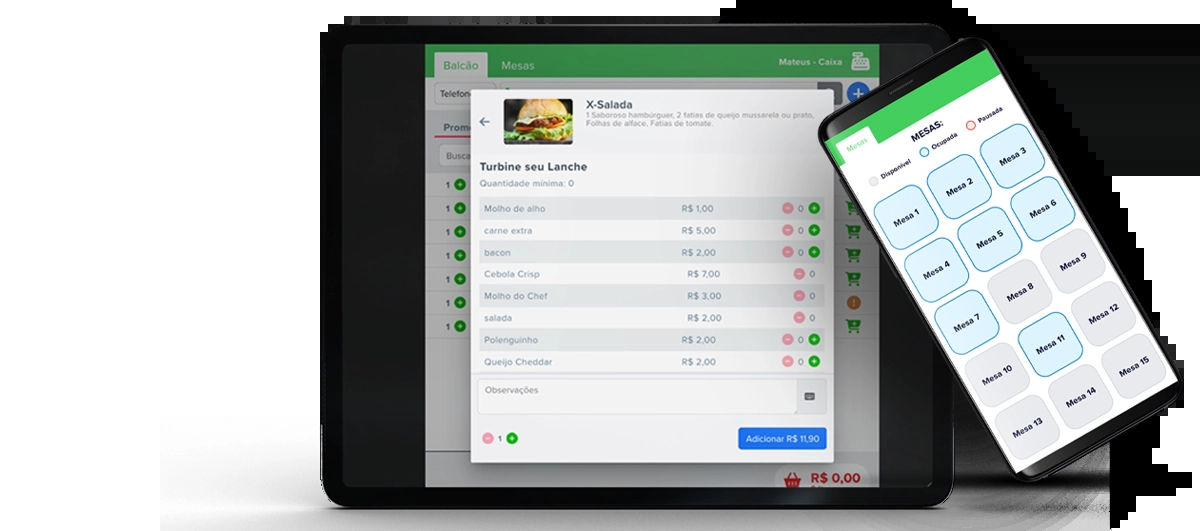 Balcão
Mesas
Mateus - Caixa
X-Salada
1 Saboroso hambúrguer, 2 fatias de queijo mussarela ou prato,
Folhas de alface, Fatias de tomate.
Turbine seu Lanche
Quantidade mínima: 0
Molho de alho R$ 1,00 0
carne extra R$ 5,00 0
bacon R$ 2,00 0
Cebola Crisp R$ 7,00 0
Molho do Chef R$ 3,00 0
salada R$ 2,00 0
Polenguinho R$ 2,00 0
Queijo Cheddar R$ 2,00 0
Observações
1
Adicionar R$ 11,90
R$ 0,00
1
1
1
1
1
1
1
Mesas
MESAS:
Disponível
Ocupada
Pausada
Mesa 1
Mesa 2
Mesa 3
Mesa 4
Mesa 5
Mesa 6
Mesa 7
Mesa 8
Mesa 9
Mesa 10
Mesa 11
Mesa 12
Mesa 13
Mesa 14
Mesa 15